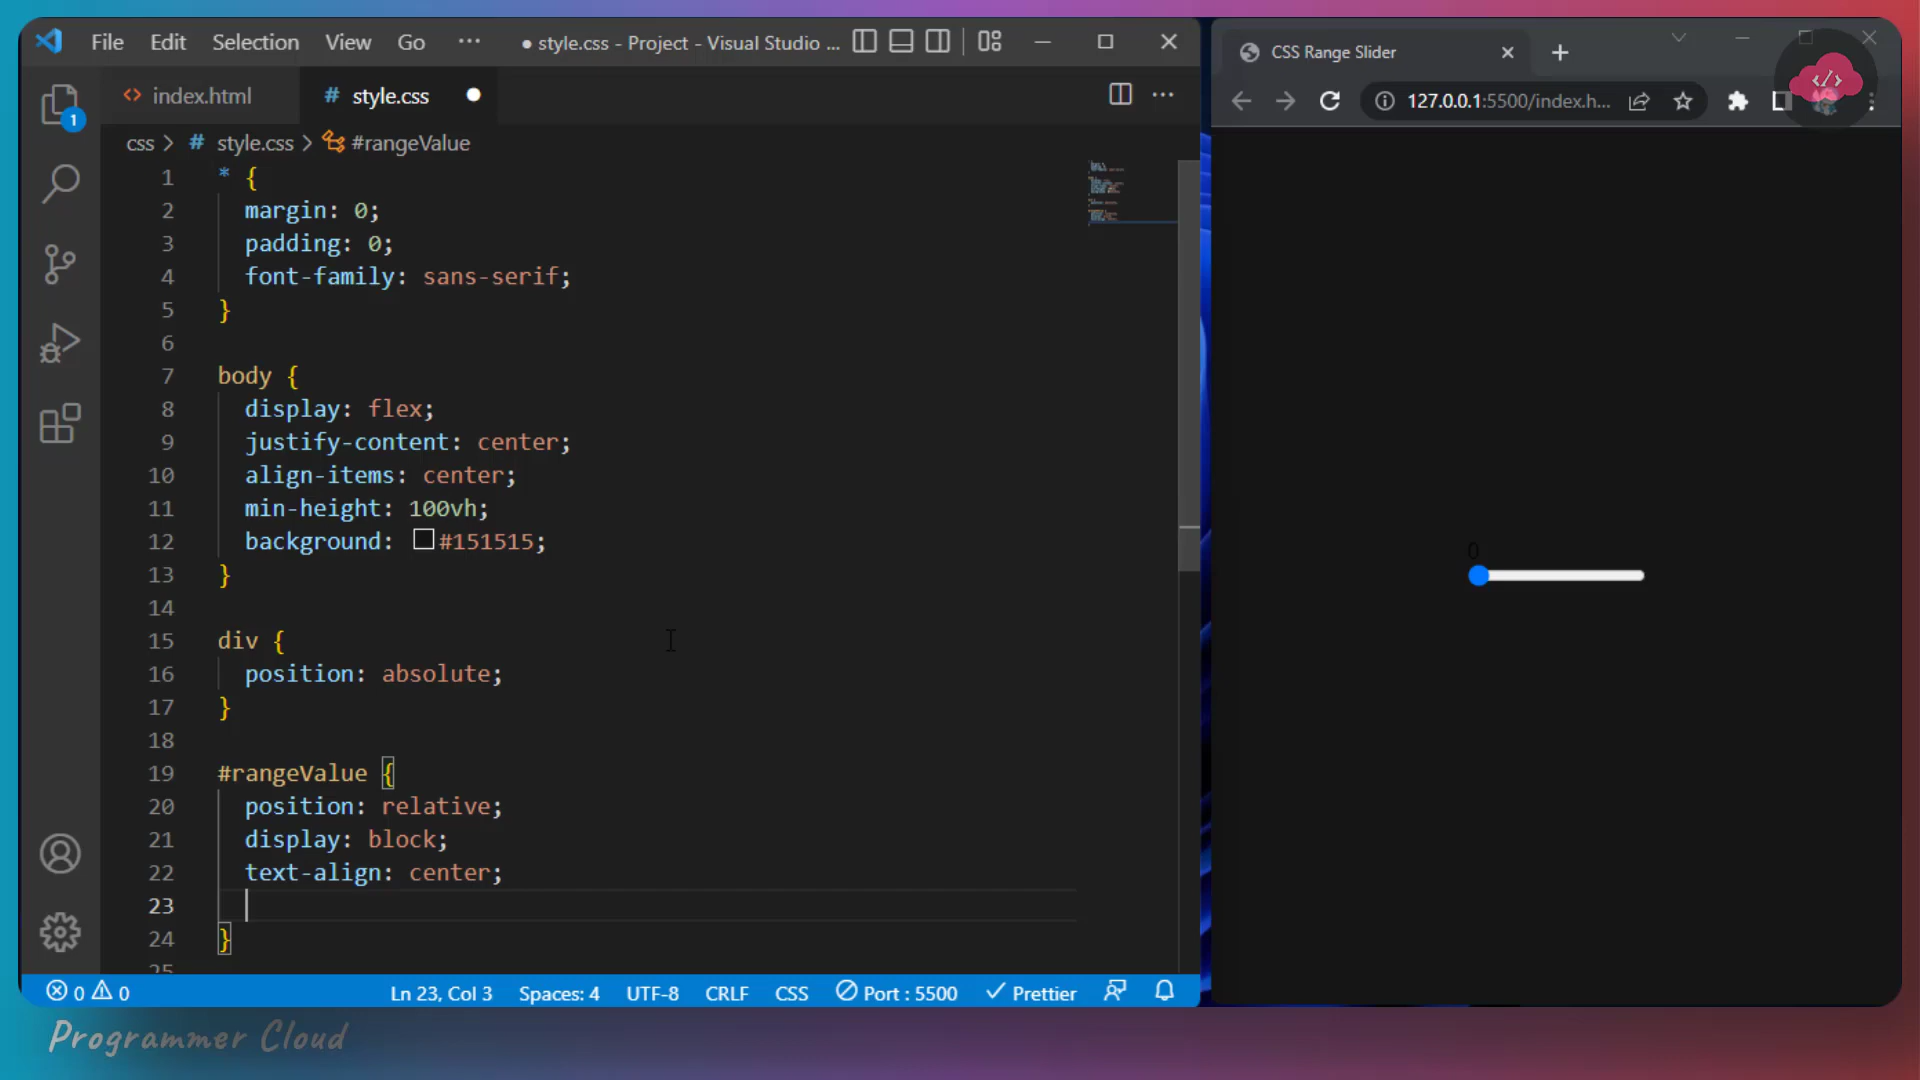 File Edit Selection View Go ··· ● style.css - Project - Visual Studio ...
index.html # style.css
css > # style.css > #rangeValue
1 * {
2 margin: 0;
3 padding: 0;
4 font-family: sans-serif;
5 }
6
7 body {
8 display: flex;
9 justify-content: center;
10 align-items: center;
11 min-height: 100vh;
12 background: #151515;
13 }
14
15 div {
16 position: absolute;
17 }
18
19 #rangeValue {
20 position: relative;
21 display: block;
22 text-align: center;
23
24 }
25
1
0 0 Ln 23, Col 3 Spaces: 4 UTF-8 CRLF CSS Port : 5500 Prettier
CSS Range Slider
127.0.0.1:5500/index.h...
0
Programmer Cloud